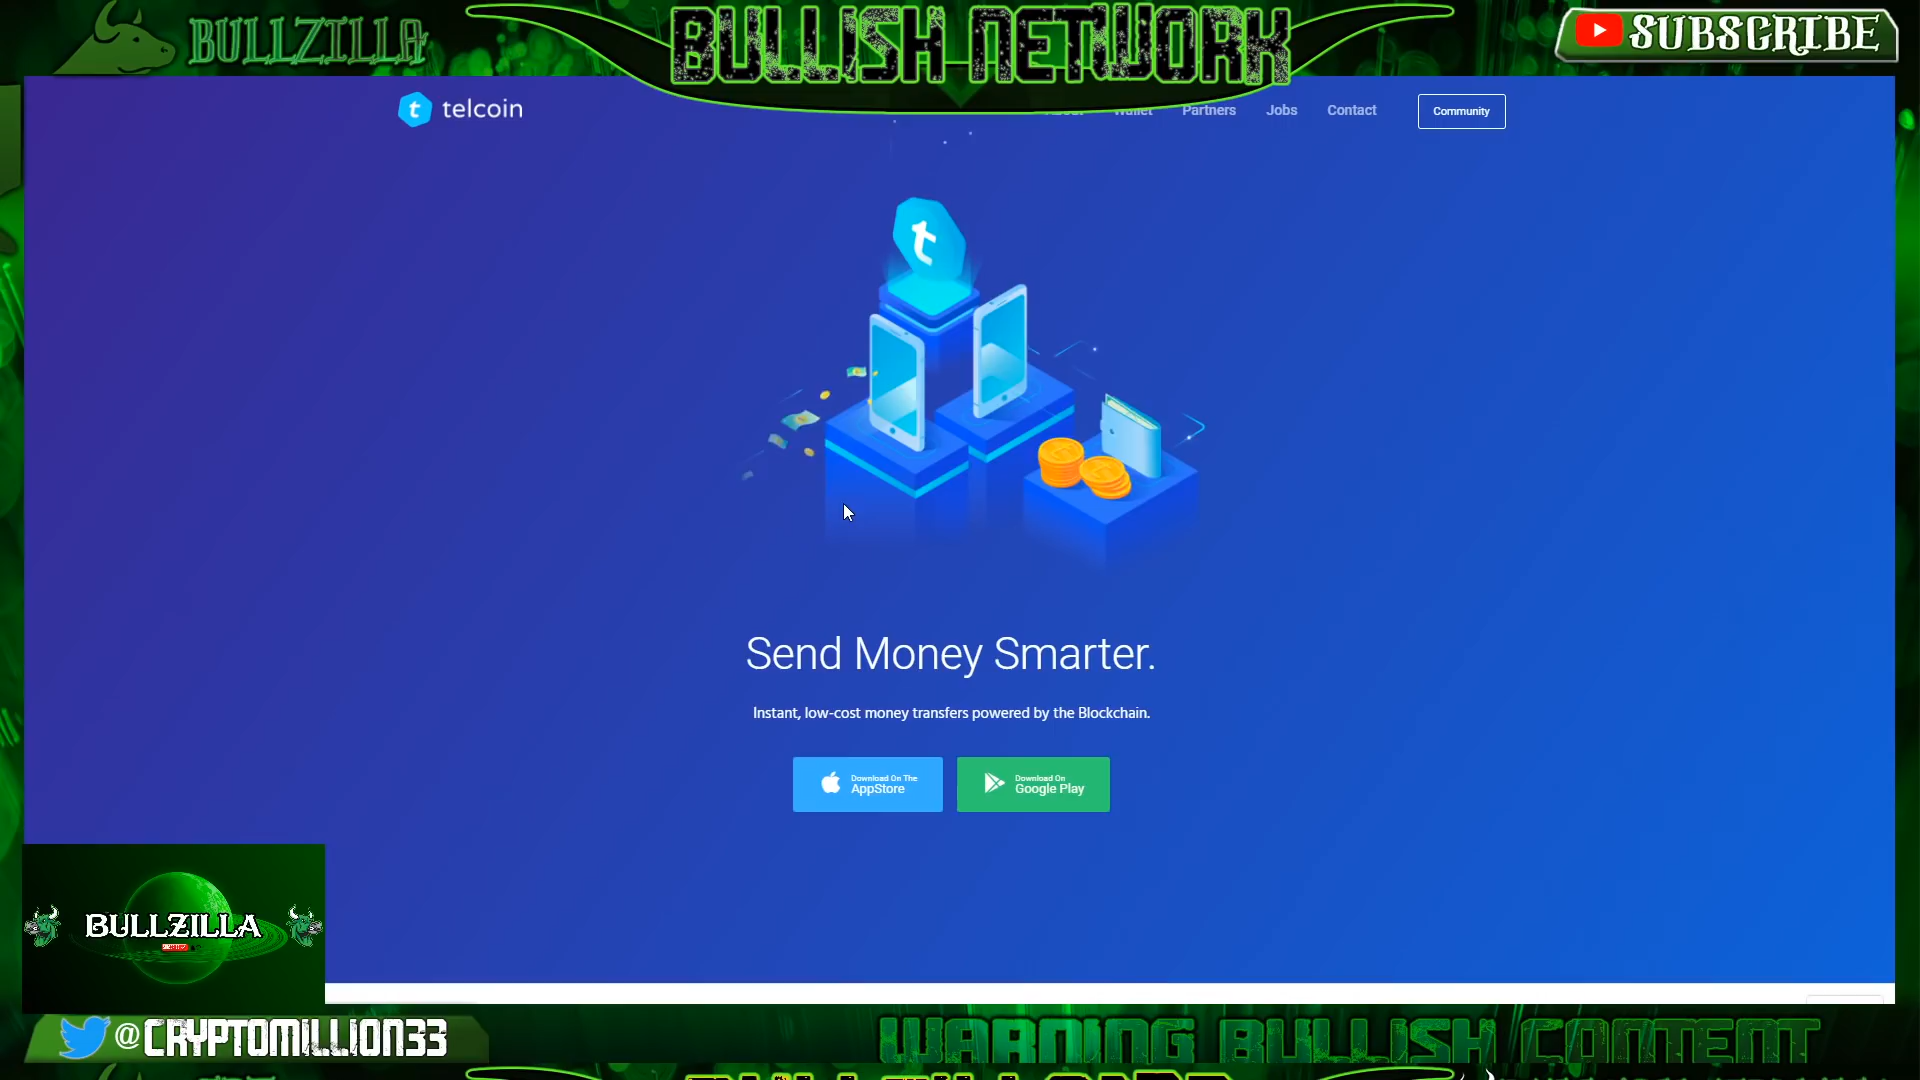 BULLZILLA
BULLISH NETWORK
SUBSCRIBE
telcoin
Wallet
Partners
Jobs
Contact
Community
t
t
Send Money Smarter.
Instant, low-cost money transfers powered by the Blockchain.
Download On The
AppStore
Download On
Google Play
BULLZILLA
@CRYPTOMILLION33
WARNING BULLISH CONTENT